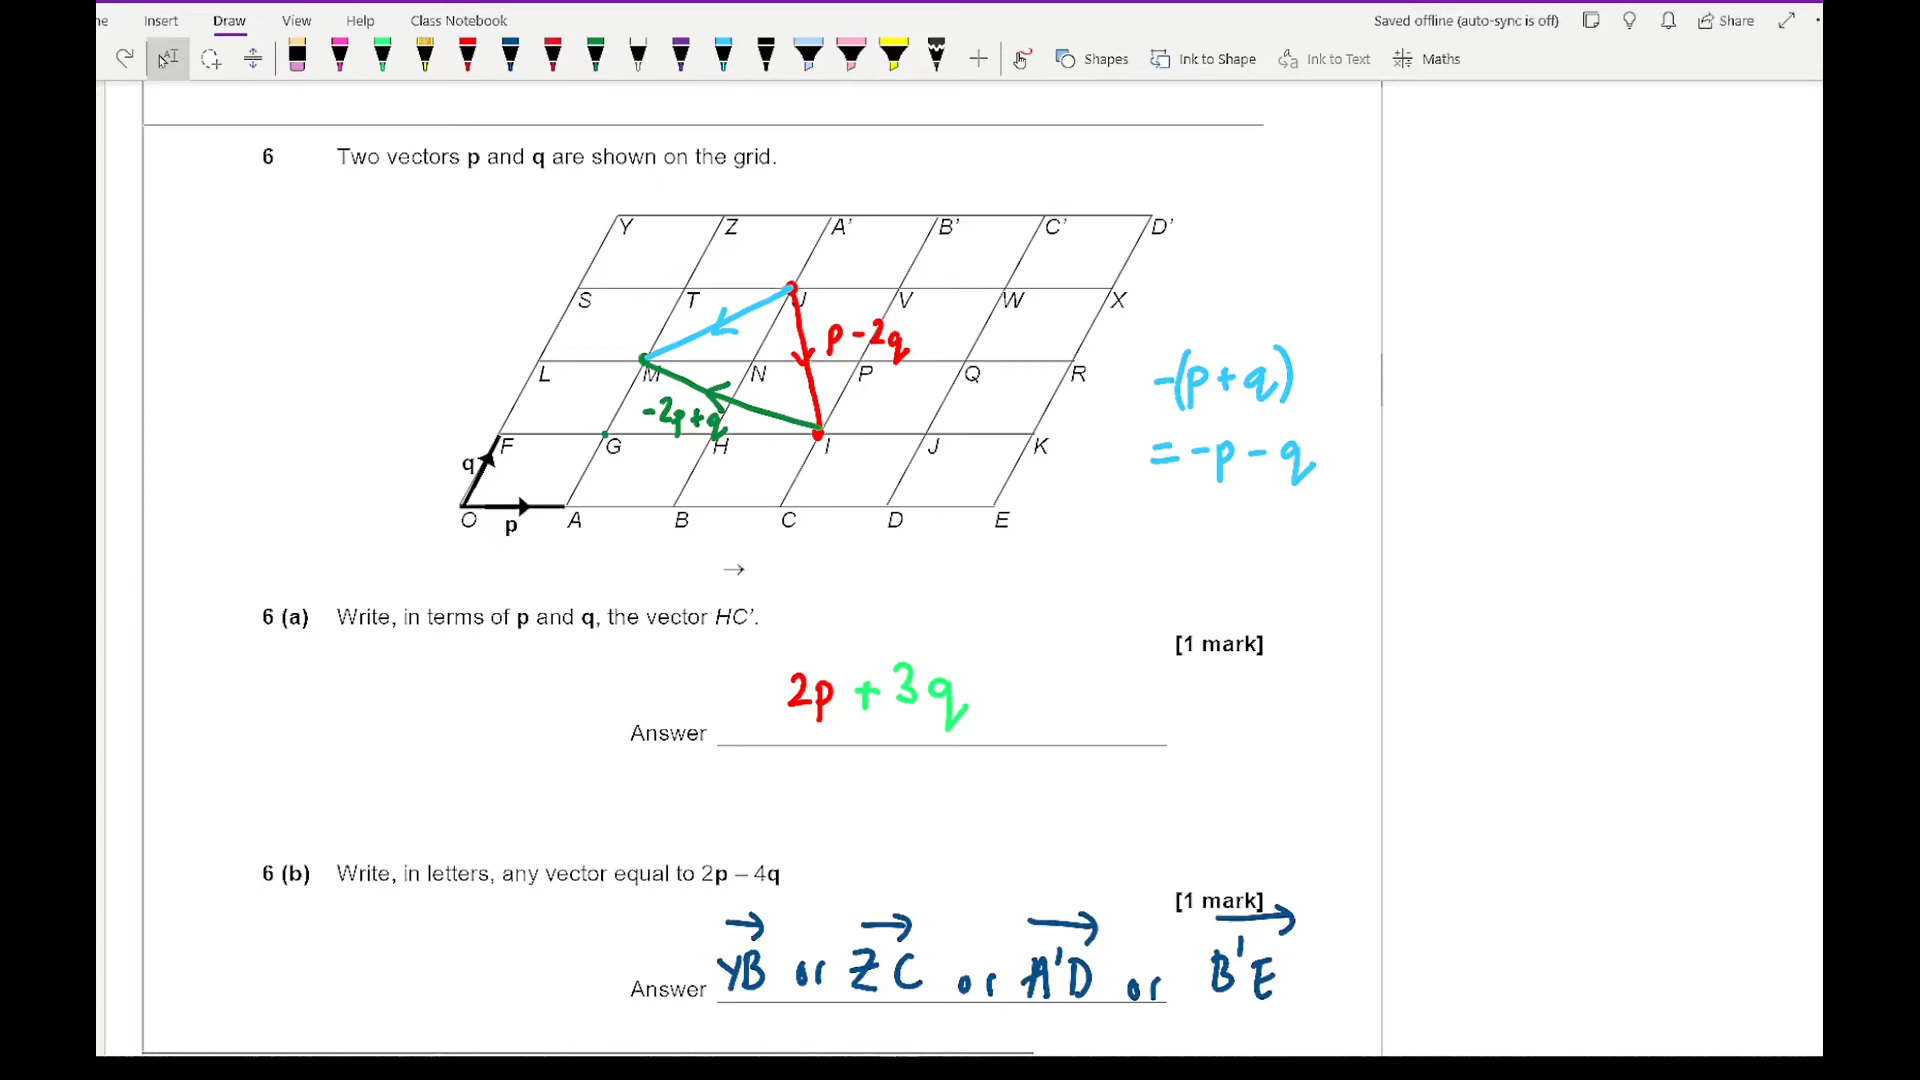 ne Insert Draw View Help Class Notebook Saved offline (auto-sync is off) Share
Shapes Ink to Shape Ink to Text Maths
6 Two vectors p and q are shown on the grid.
Y Z A' B' C' D'
S T V W X
p - 2q
L M N P Q R
-(p + q)
-2p+q
F G H I J K
= -p - q
q
O A B C D E
p
6 (a) Write, in terms of p and q, the vector HC'.
[1 mark]
2p + 3q
Answer
6 (b) Write, in letters, any vector equal to 2p – 4q
[1 mark]
Answer YB or ZC or A'D or B'E